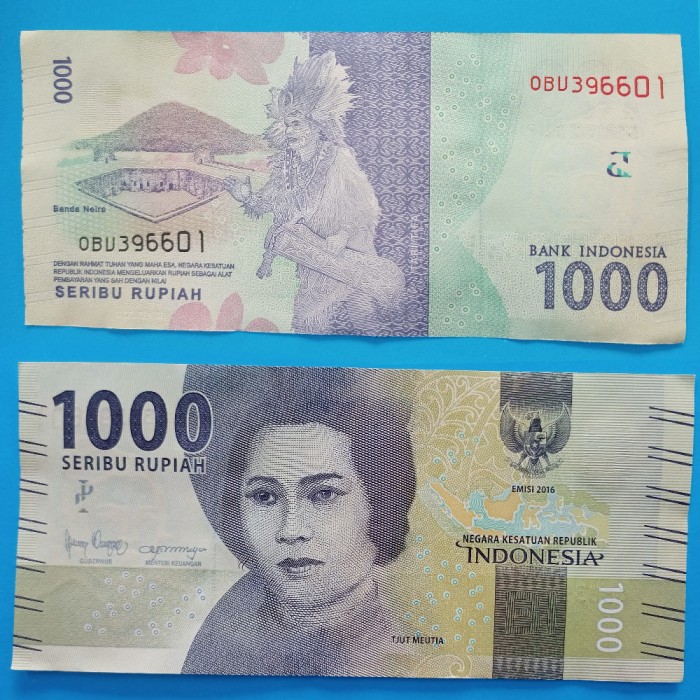 1000
OBU396601
Banda Neira
OBU396601
DENGAN RAHMAT TUHAN YANG MAHA ESA, NEGARA KESATUAN
REPUBLIK INDONESIA MENGELUARKAN RUPIAH SEBAGAI ALAT
PEMBAYARAN YANG SAH DENGAN NILAI
SERIBU RUPIAH
BANK INDONESIA
1000
1000
SERIBU RUPIAH
EMISI 2016
NEGARA KESATUAN REPUBLIK
INDONESIA
GUBERNUR
MENTERI KEUANGAN
TJUT MEUTIA
1000